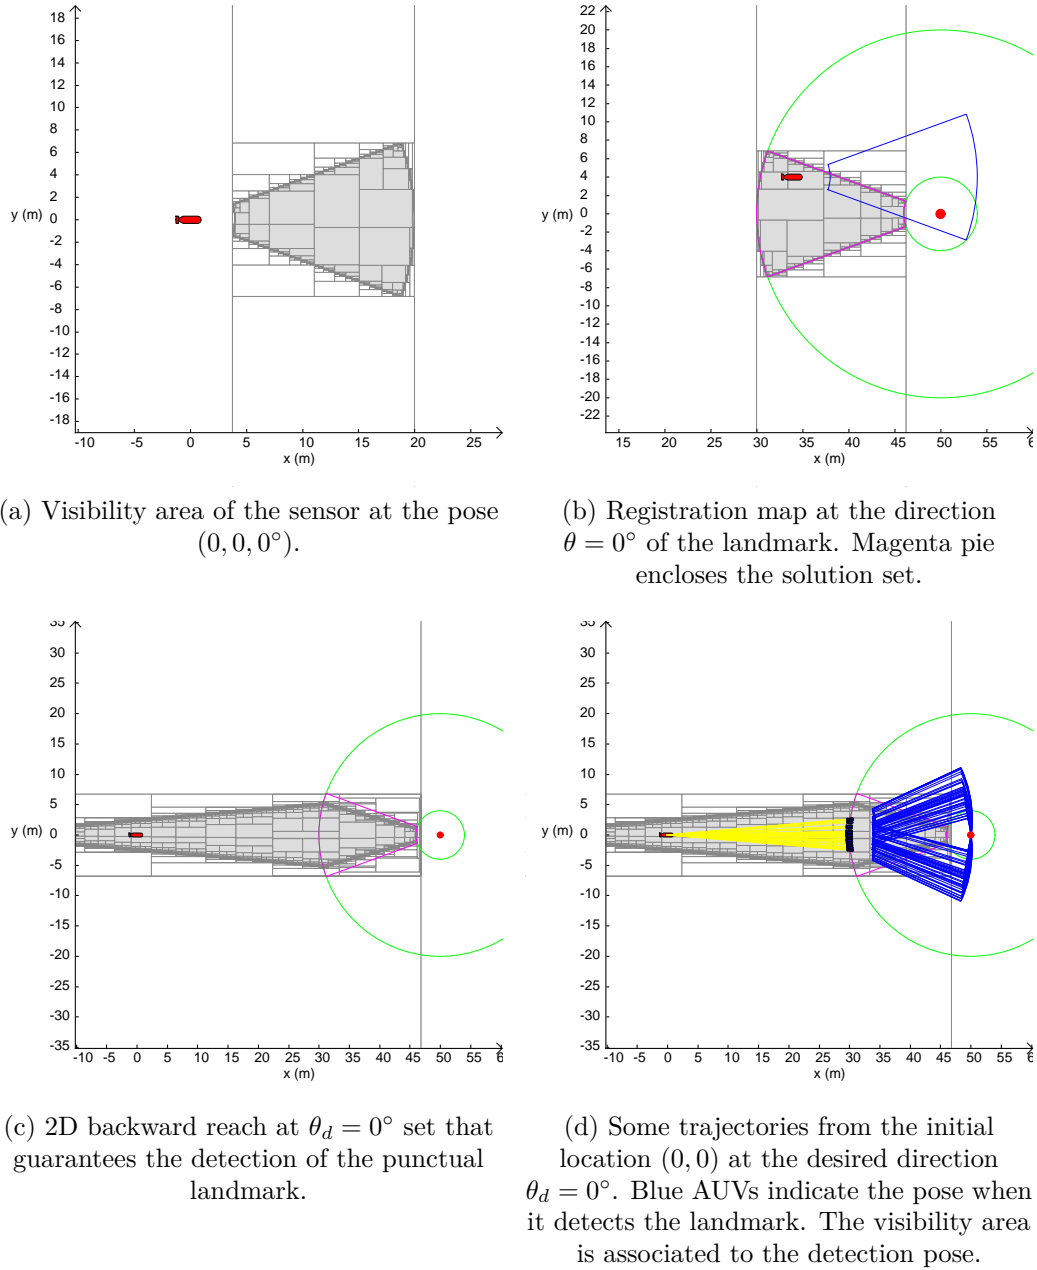 18
16
14
12
10
8
6
4
2
y (m) 0
-2
-4
-6
-8
-10
-12
-14
-16
-18
-10 -5 0 5 10 15 20 25
x (m)
22
20
18
16
14
12
10
8
6
4
2
y (m) 0
-2
-4
-6
-8
-10
-12
-14
-16
-18
-20
-22
15 20 25 30 35 40 45 50 55
x (m)
(a) Visibility area of the sensor at the pose
(0, 0, 0°).
(b) Registration map at the direction
θ = 0° of the landmark. Magenta pie
encloses the solution set.
35
30
25
20
15
10
5
y (m) 0
-5
-10
-15
-20
-25
-30
-35
-10 -5 0 5 10 15 20 25 30 35 40 45 50 55
x (m)
35
30
25
20
15
10
5
y (m) 0
-5
-10
-15
-20
-25
-30
-35
-10 -5 0 5 10 15 20 25 30 35 40 45 50 55
x (m)
(c) 2D backward reach at θd = 0° set that
guarantees the detection of the punctual
landmark.
(d) Some trajectories from the initial
location (0, 0) at the desired direction
θd = 0°. Blue AUVs indicate the pose when
it detects the landmark. The visibility area
is associated to the detection pose.